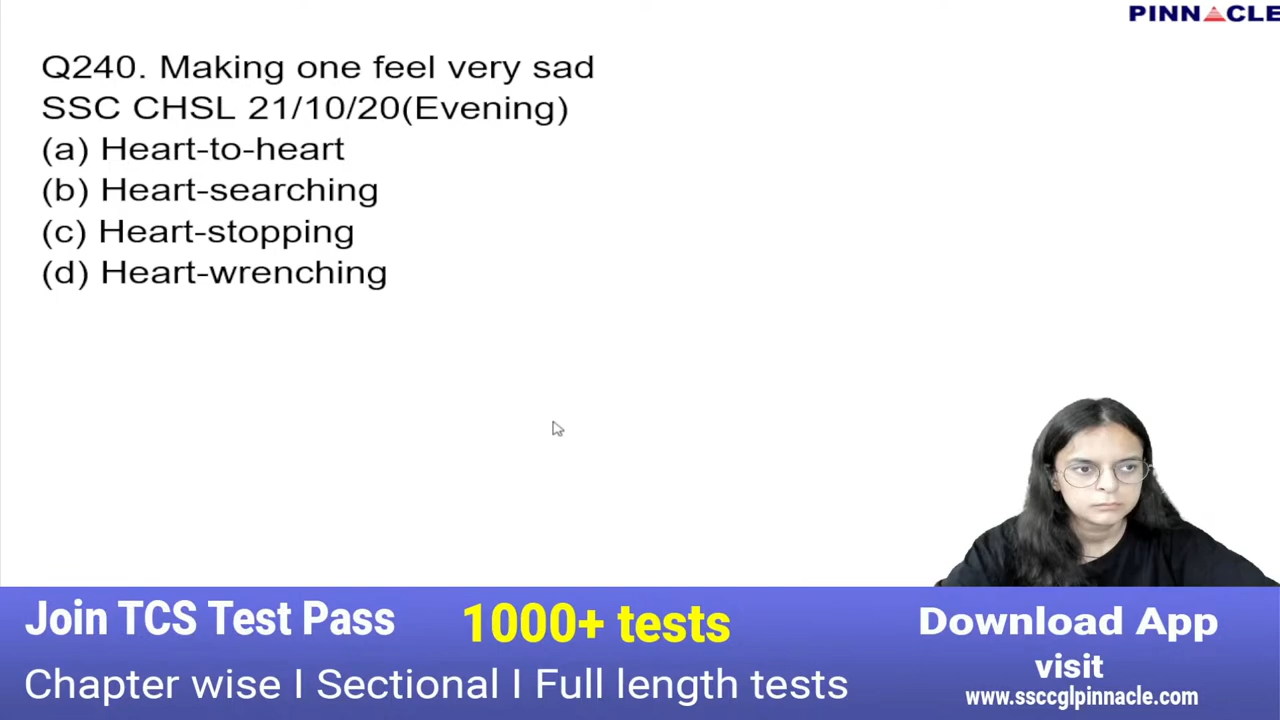 PINNACLE
Q240. Making one feel very sad
SSC CHSL 21/10/20(Evening)
(a) Heart-to-heart
(b) Heart-searching
(c) Heart-stopping
(d) Heart-wrenching
Join TCS Test Pass
1000+ tests
Chapter wise I Sectional I Full length tests
Download App
visit
www.ssccglpinnacle.com